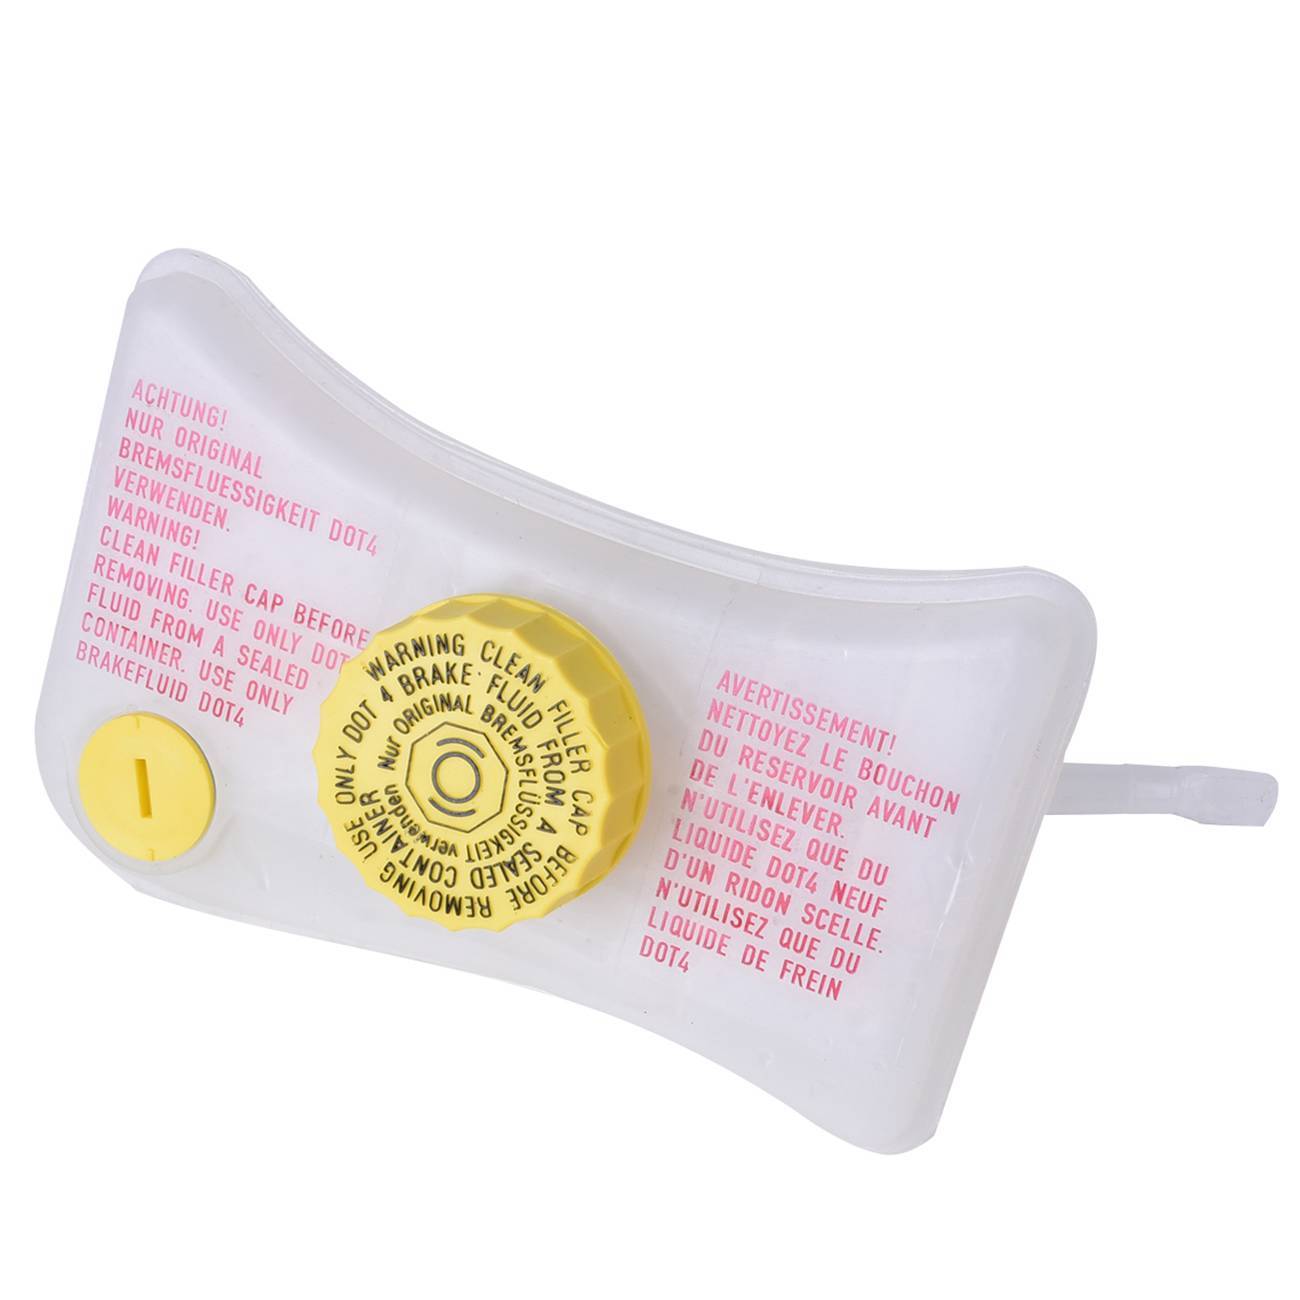 ACHTUNG!
NUR ORIGINAL
BREMSFLUESSIGKEIT DOT4
VERWENDEN.
WARNING!
CLEAN FILLER CAP BEFORE
REMOVING. USE ONLY DOT
FLUID FROM A SEALED
CONTAINER. USE ONLY
BRAKEFLUID DOT4
WARNING CLEAN FILLER CAP BEFORE REMOVING USE ONLY DOT 4 BRAKE FLUID FROM A SEALED CONTAINER
Nur ORIGINAL BREMSFLÜSSIGKEIT verwenden
AVERTISSEMENT!
NETTOYEZ LE BOUCHON
DU RESERVOIR AVANT
DE L'ENLEVER.
N'UTILISEZ QUE DU
LIQUIDE DOT4 NEUF
D'UN RIDON SCELLE.
N'UTILISEZ QUE DU
LIQUIDE DE FREIN
DOT4